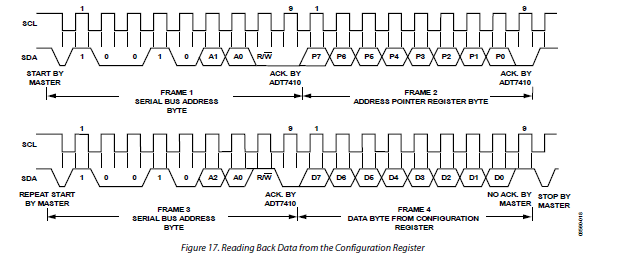 1 9 1 9
SCL
SDA 1 0 0 1 0 A1 A0 R/W P7 P6 P5 P4 P3 P2 P1 P0
START BY MASTER
ACK. BY ADT7410
ACK. BY ADT7410
FRAME 1
SERIAL BUS ADDRESS
BYTE
FRAME 2
ADDRESS POINTER REGISTER BYTE
1 9 1 9
SCL
SDA 1 0 0 1 0 A2 A0 R/W D7 D6 D5 D4 D3 D2 D1 D0
REPEAT START
BY MASTER
ACK. BY
ADT7410
NO ACK. BY
MASTER
STOP BY
MASTER
FRAME 3
SERIAL BUS ADDRESS
BYTE
FRAME 4
DATA BYTE FROM CONFIGURATION
REGISTER
Figure 17. Reading Back Data from the Configuration Register